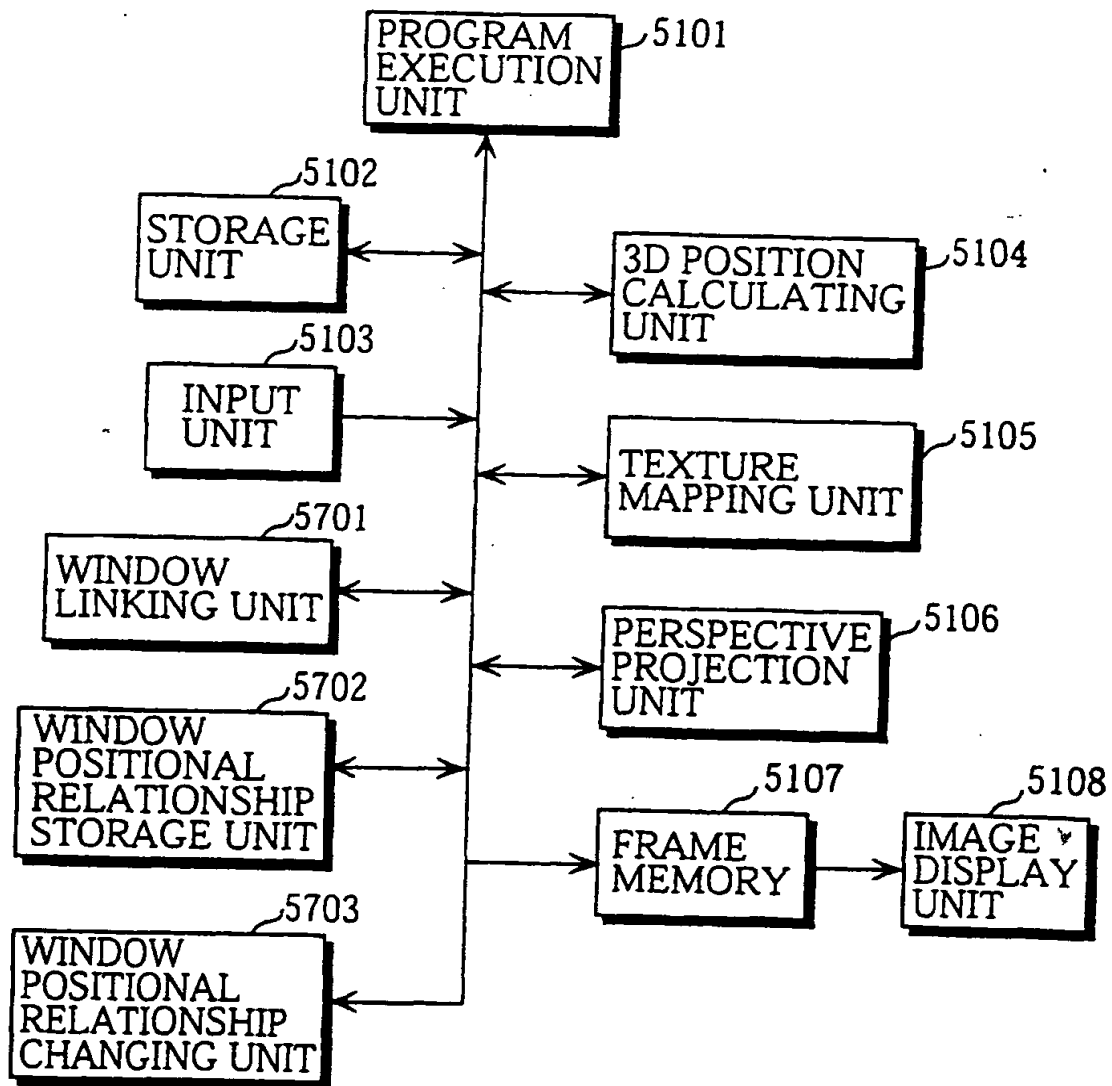 PROGRAM
EXECUTION
UNIT
5101
5102
STORAGE
UNIT
5103
INPUT
UNIT
5701
WINDOW
LINKING UNIT
5702
WINDOW
POSITIONAL
RELATIONSHIP
STORAGE UNIT
5703
WINDOW
POSITIONAL
RELATIONSHIP
CHANGING UNIT
5104
3D POSITION
CALCULATING
UNIT
5105
TEXTURE
MAPPING UNIT
5106
PERSPECTIVE
PROJECTION
UNIT
5107
FRAME
MEMORY
5108
IMAGE
DISPLAY
UNIT